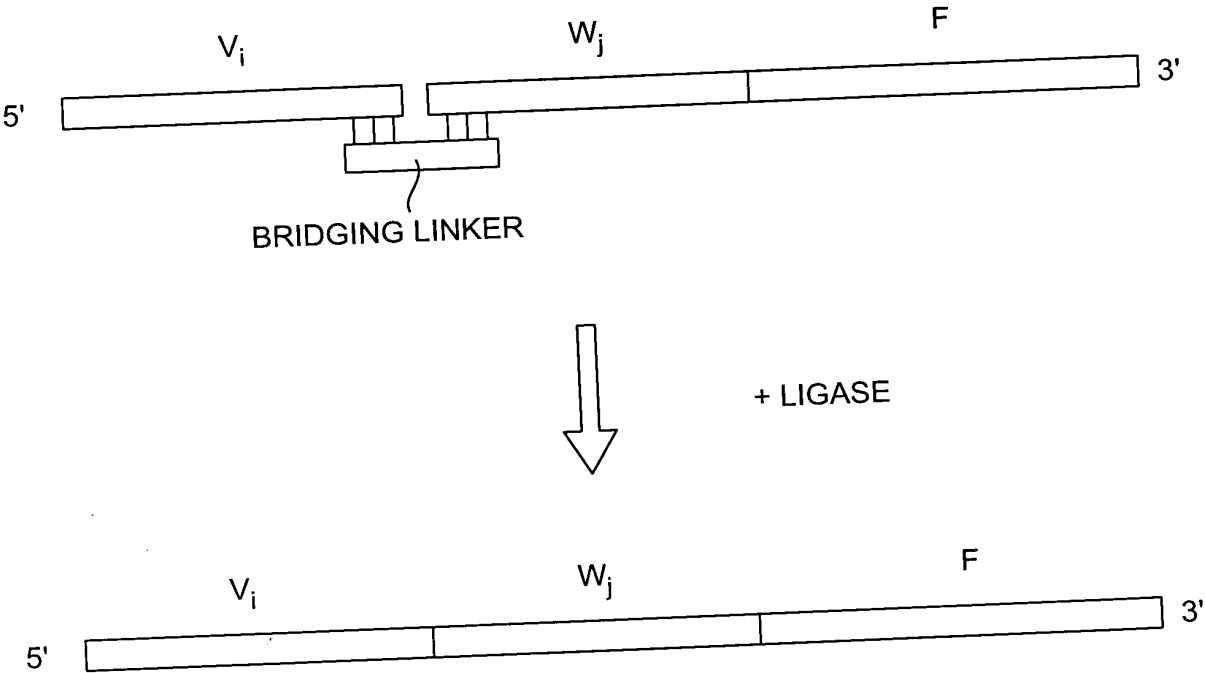 V_i W_j F
5' 3'
BRIDGING LINKER
+ LIGASE
V_i W_j F
5' 3'